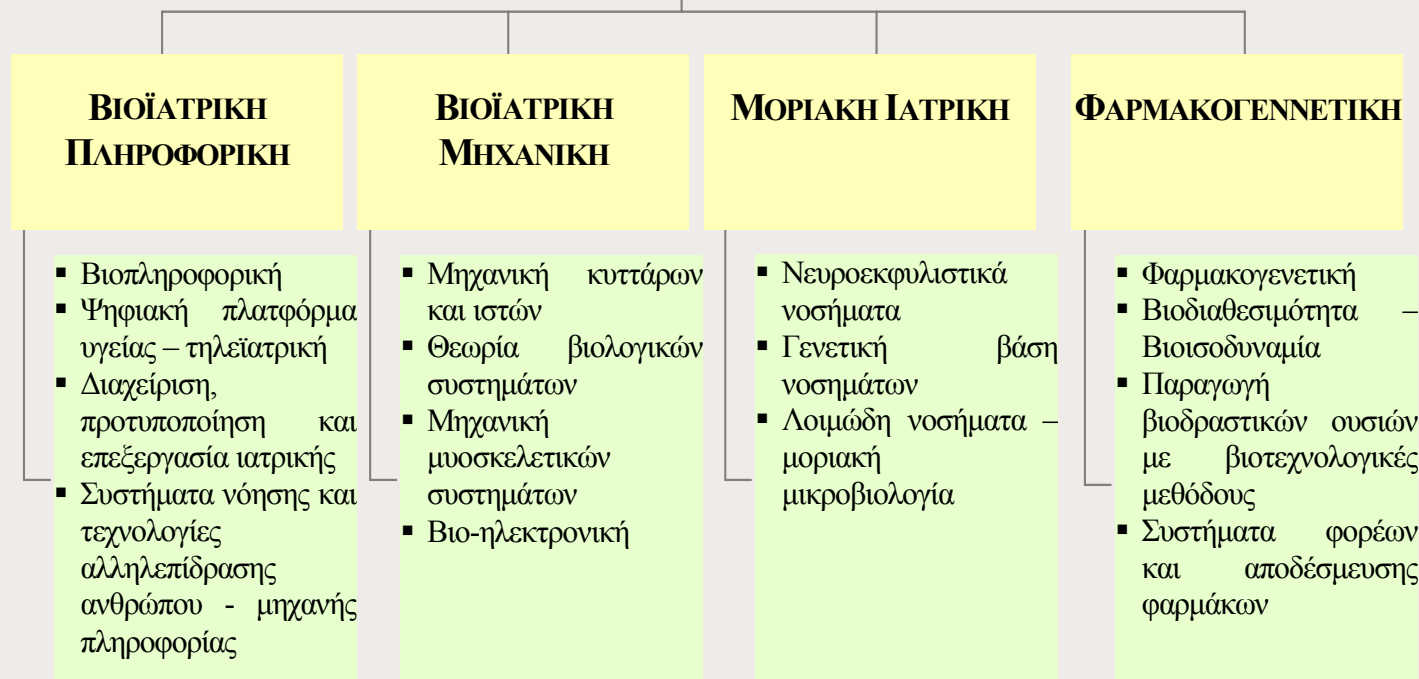 ΒΙΟΪΑΤΡΙΚΗ
ΠΛΗΡΟΦΟΡΙΚΗ
▪ Βιοπληροφορική
▪ Ψηφιακή πλατφόρμα
υγείας – τηλεϊατρική
▪ Διαχείριση,
προτυποποίηση και
επεξεργασία ιατρικής
▪ Συστήματα νόησης και
τεχνολογίες
αλληλεπίδρασης
ανθρώπου - μηχανής
πληροφορίας
ΒΙΟΪΑΤΡΙΚΗ
ΜΗΧΑΝΙΚΗ
▪ Μηχανική κυττάρων
και ιστών
▪ Θεωρία βιολογικών
συστημάτων
▪ Μηχανική
μυοσκελετικών
συστημάτων
▪ Βιο-ηλεκτρονική
ΜΟΡΙΑΚΗ ΙΑΤΡΙΚΗ
▪ Νευροεκφυλιστικά
νοσήματα
▪ Γενετική βάση
νοσημάτων
▪ Λοιμώδη νοσήματα –
μοριακή
μικροβιολογία
ΦΑΡΜΑΚΟΓΕΝΝΕΤΙΚΗ
▪ Φαρμακογενετική
▪ Βιοδιαθεσιμότητα –
Βιοισοδυναμία
▪ Παραγωγή
βιοδραστικών ουσιών
με βιοτεχνολογικές
μεθόδους
▪ Συστήματα φορέων
και αποδέσμευσης
φαρμάκων